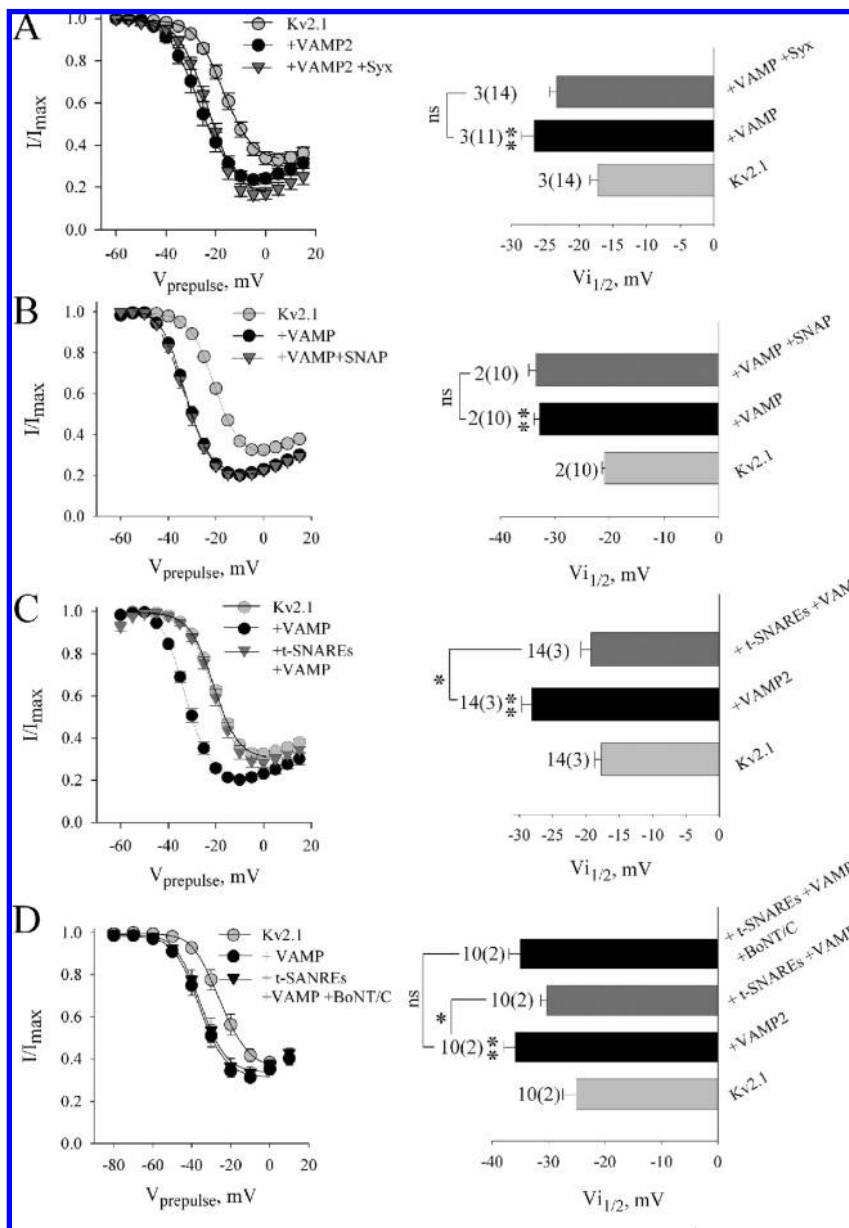 A
I/Imax
1.0
0.8
0.6
0.4
0.2
0.0
Kv2.1
+VAMP2
+VAMP2 +Syx
-60 -40 -20 0 20
Vprepulse, mV
ns
3(14)
3(11) **
3(14)
+VAMP +Syx
+VAMP
Kv2.1
-30 -25 -20 -15 -10 -5 0
Vi1/2, mV
B
I/Imax
1.0
0.8
0.6
0.4
0.2
0.0
Kv2.1
+VAMP
+VAMP+SNAP
-60 -40 -20 0 20
Vprepulse, mV
ns
2(10)
2(10) **
2(10)
+VAMP +SNAP
+VAMP
Kv2.1
-40 -30 -20 -10 0
Vi1/2, mV
C
I/Imax
1.0
0.8
0.6
0.4
0.2
0.0
Kv2.1
+VAMP
+t-SNAREs
+VAMP
-60 -40 -20 0 20
Vprepulse, mV
*
14(3)
14(3) **
14(3)
+ t-SNAREs +VAM
+VAMP2
Kv2.1
-30 -25 -20 -15 -10 -5 0
Vi1/2, mV
D
I/Imax
1.0
0.8
0.6
0.4
0.2
0.0
Kv2.1
+ VAMP
+ t-SANREs
+VAMP +BoNT/C
-80 -60 -40 -20 0 20
Vprepulse, mV
ns
*
10(2)
10(2)
10(2) **
10(2)
+ t-SNAREs +VAMP
+BoNT/C
+ t-SNAREs +VAMP
+VAMP2
Kv2.1
-40 -30 -20 -10 0
Vi1/2, mV